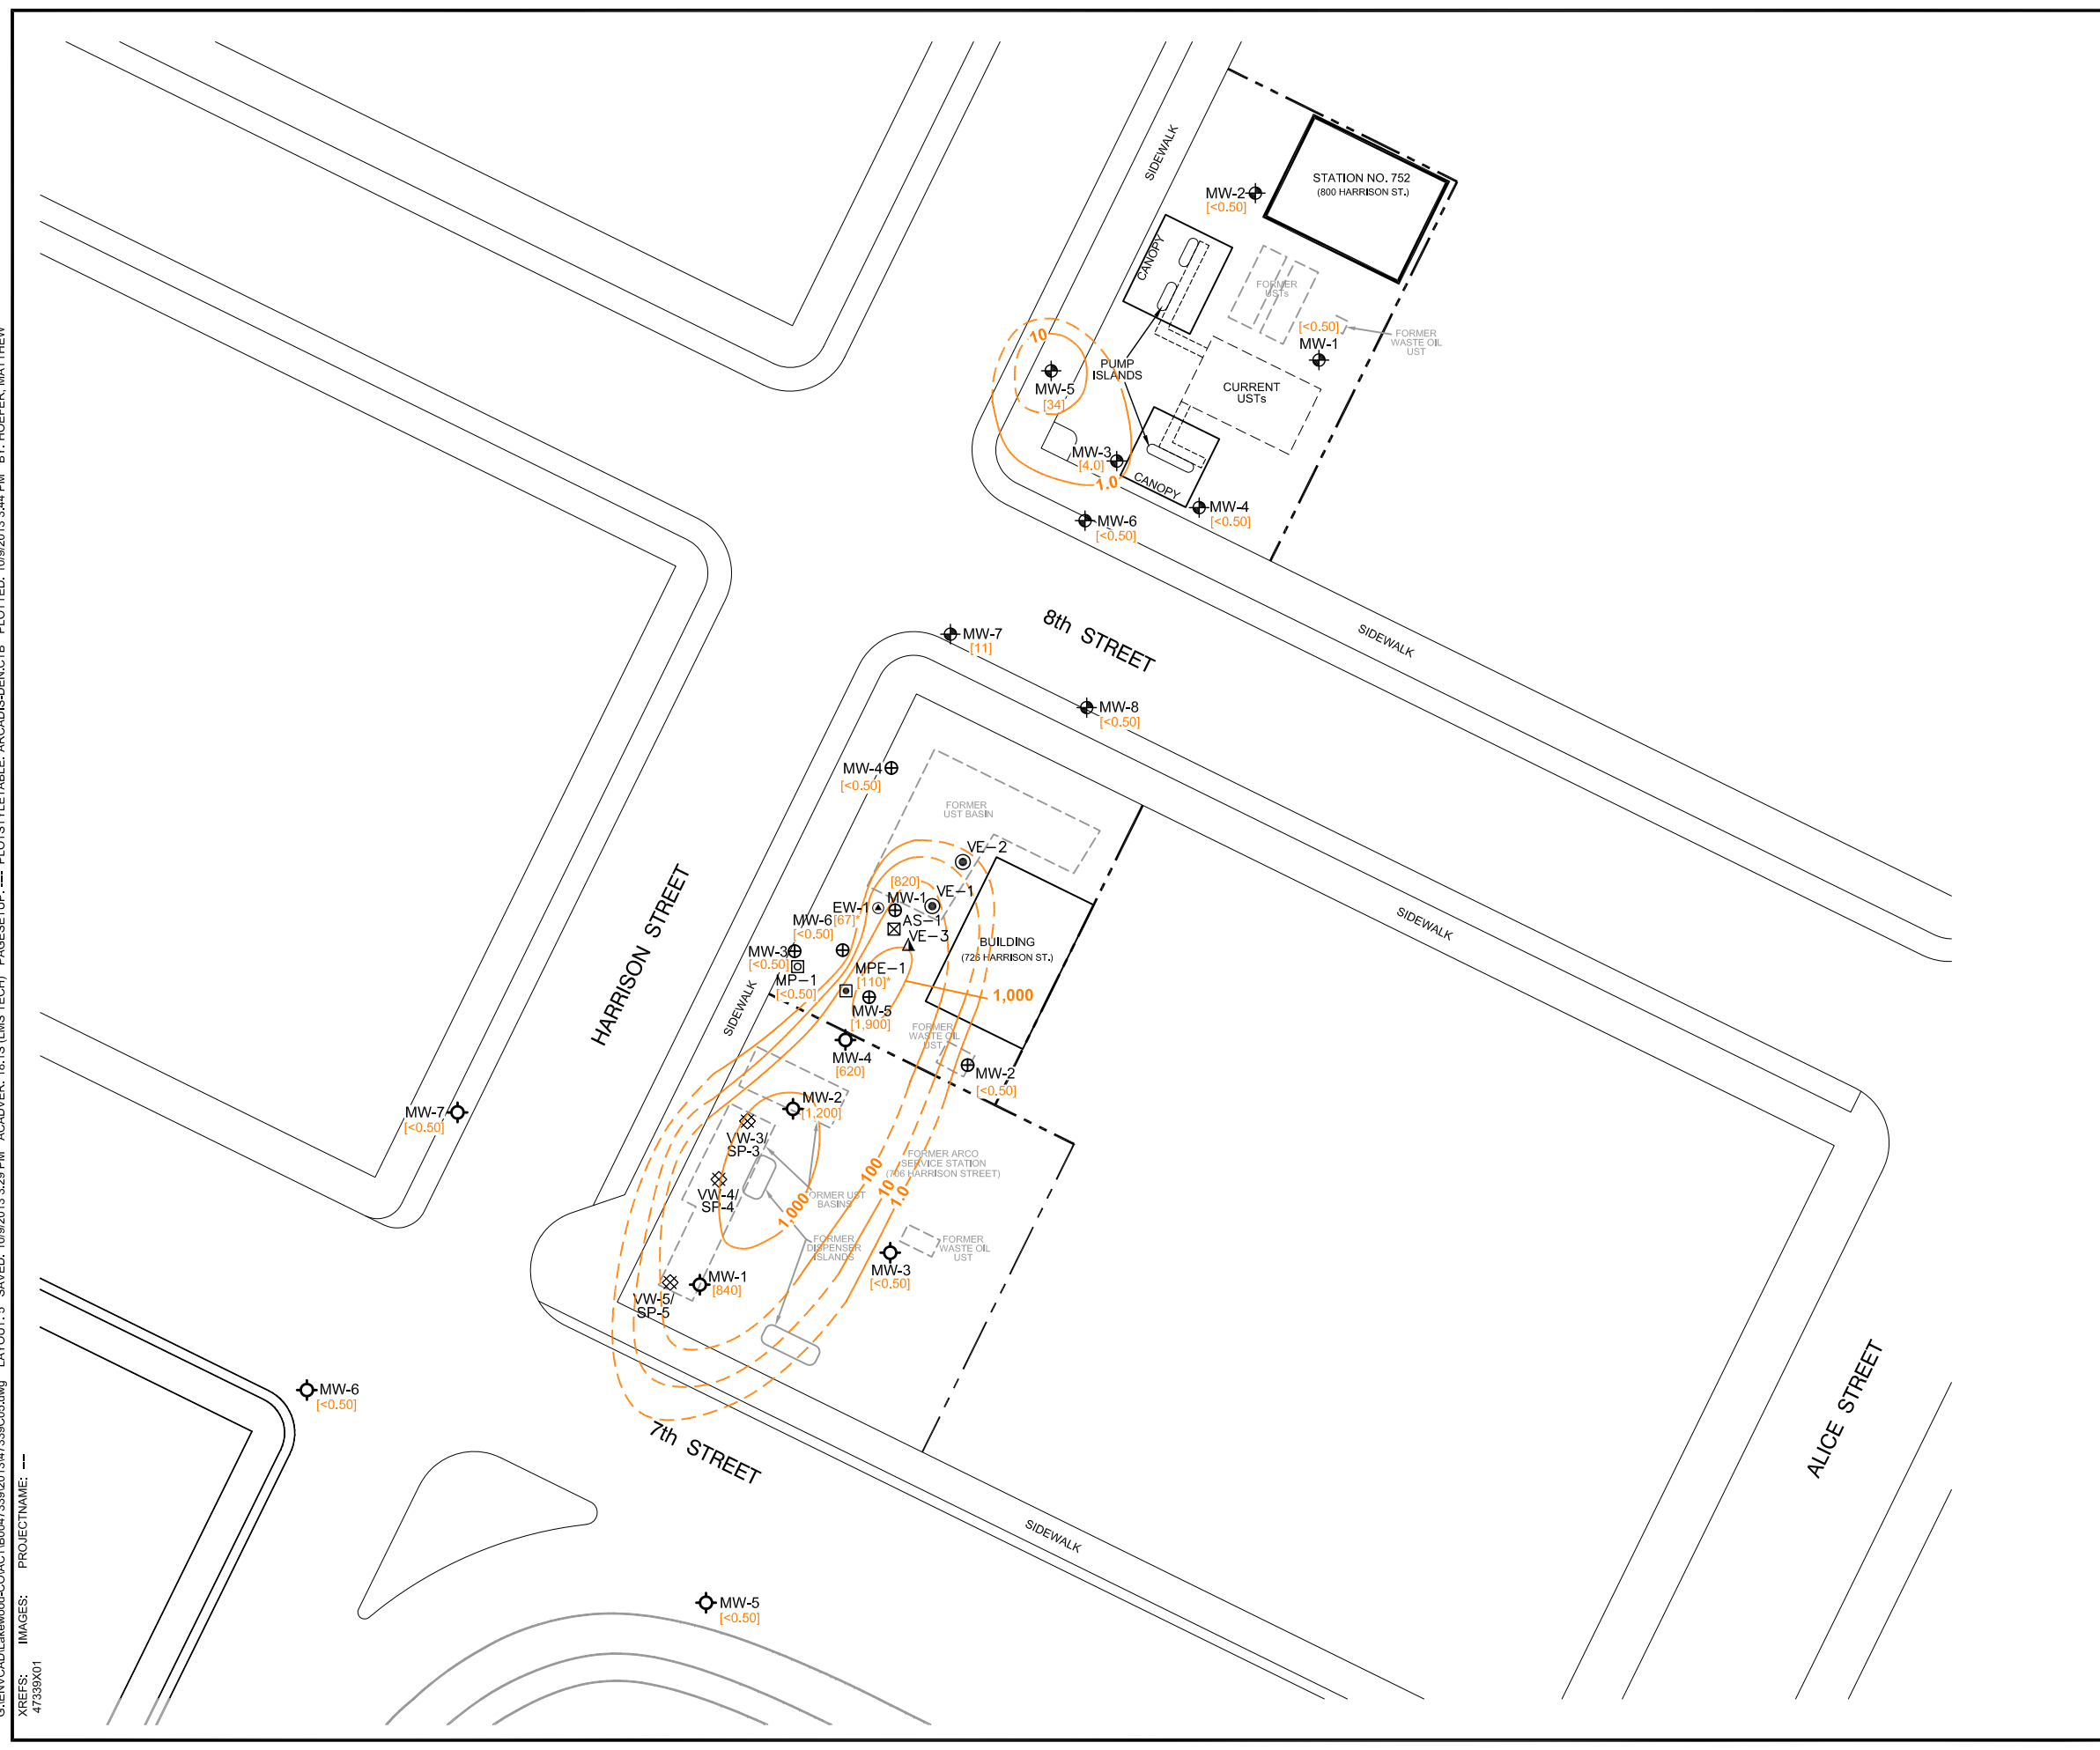 SIDEWALK
STATION NO. 752
(800 HARRISON ST.)
MW-2
[<0.50]
CANOPY
FORMER
USTs
[<0.50]
MW-1
FORMER
WASTE OIL
UST
10
MW-5
[34]
PUMP
ISLANDS
CURRENT
USTs
MW-3
[4.0]
1.0
CANOPY
MW-4
[<0.50]
MW-6
[<0.50]
8th STREET
SIDEWALK
MW-7
[11]
MW-8
[<0.50]
MW-4
[<0.50]
FORMER
UST BASIN
VE-2
[820]
MW-1
VE-1
EW-1
[67]*
AS-1
MW-6
[<0.50]
VE-3
MW-3
[<0.50]
MP-1
[<0.50]
MPE-1
[110]*
MW-5
[1,900]
BUILDING
(726 HARRISON ST.)
1,000
SIDEWALK
HARRISON STREET
SIDEWALK
FORMER
WASTE OIL
UST
MW-4
[620]
MW-2
[<0.50]
MW-2
[1,200]
MW-7
[<0.50]
VW-3/
SP-3
VW-4/
SP-4
FORMER ARCO
SERVICE STATION
(706 HARRISON STREET)
100
10
1.0
1,000
FORMER UST
BASINS
FORMER
DISPENSER
ISLANDS
FORMER
WASTE OIL
UST
MW-3
[<0.50]
MW-1
[840]
VW-5/
SP-5
MW-6
[<0.50]
7th STREET
ALICE STREET
SIDEWALK
MW-5
[<0.50]
XREFS: IMAGES: PROJECTNAME: ---
47339X01